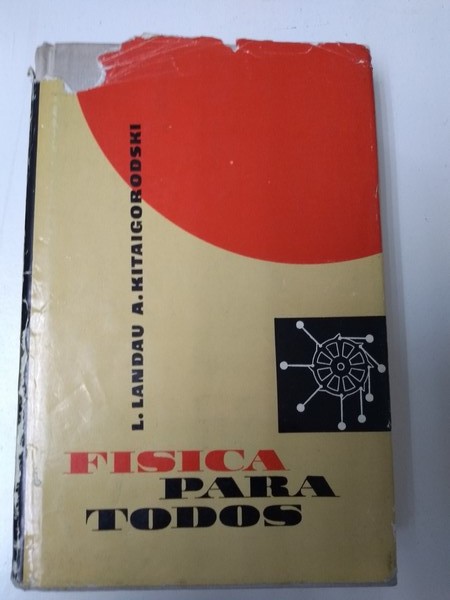 L. LANDAU A. KITAIGORODSKI
FISICA
PARA
TODOS